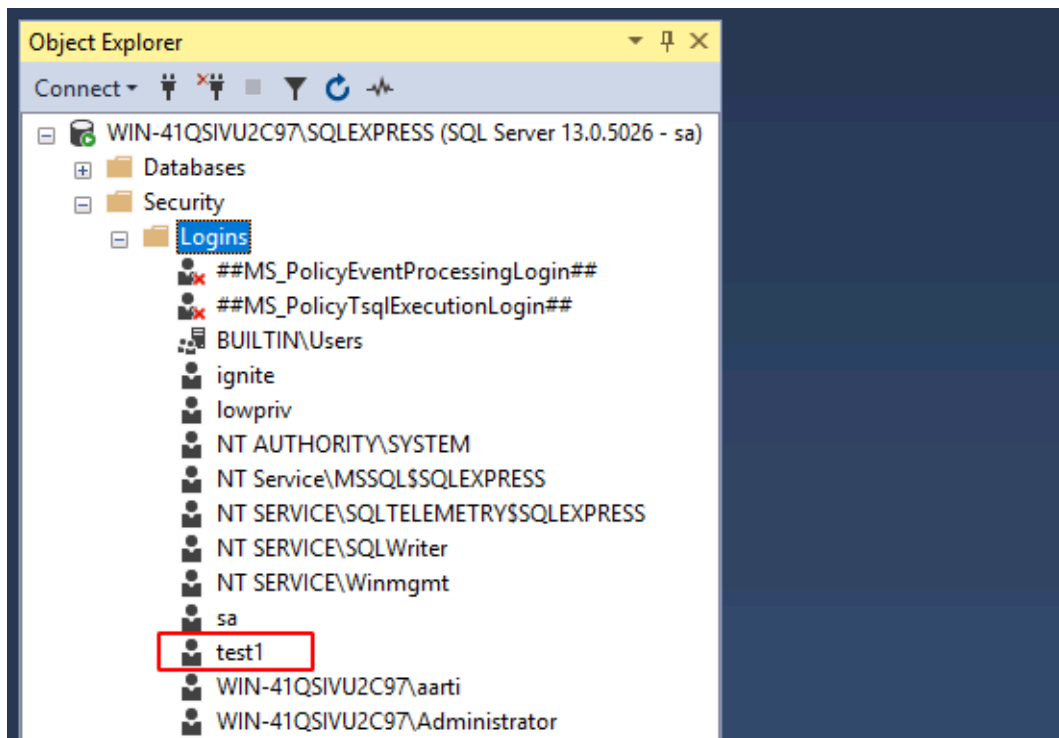 Object Explorer
Connect
WIN-41QSIVU2C97\SQLEXPRESS (SQL Server 13.0.5026 - sa)
Databases
Security
Logins
##MS_PolicyEventProcessingLogin##
##MS_PolicyTsqlExecutionLogin##
BUILTIN\Users
ignite
lowpriv
NT AUTHORITY\SYSTEM
NT Service\MSSQL$SQLEXPRESS
NT SERVICE\SQLTELEMETRY$SQLEXPRESS
NT SERVICE\SQLWriter
NT SERVICE\Winmgmt
sa
test1
WIN-41QSIVU2C97\aarti
WIN-41QSIVU2C97\Administrator